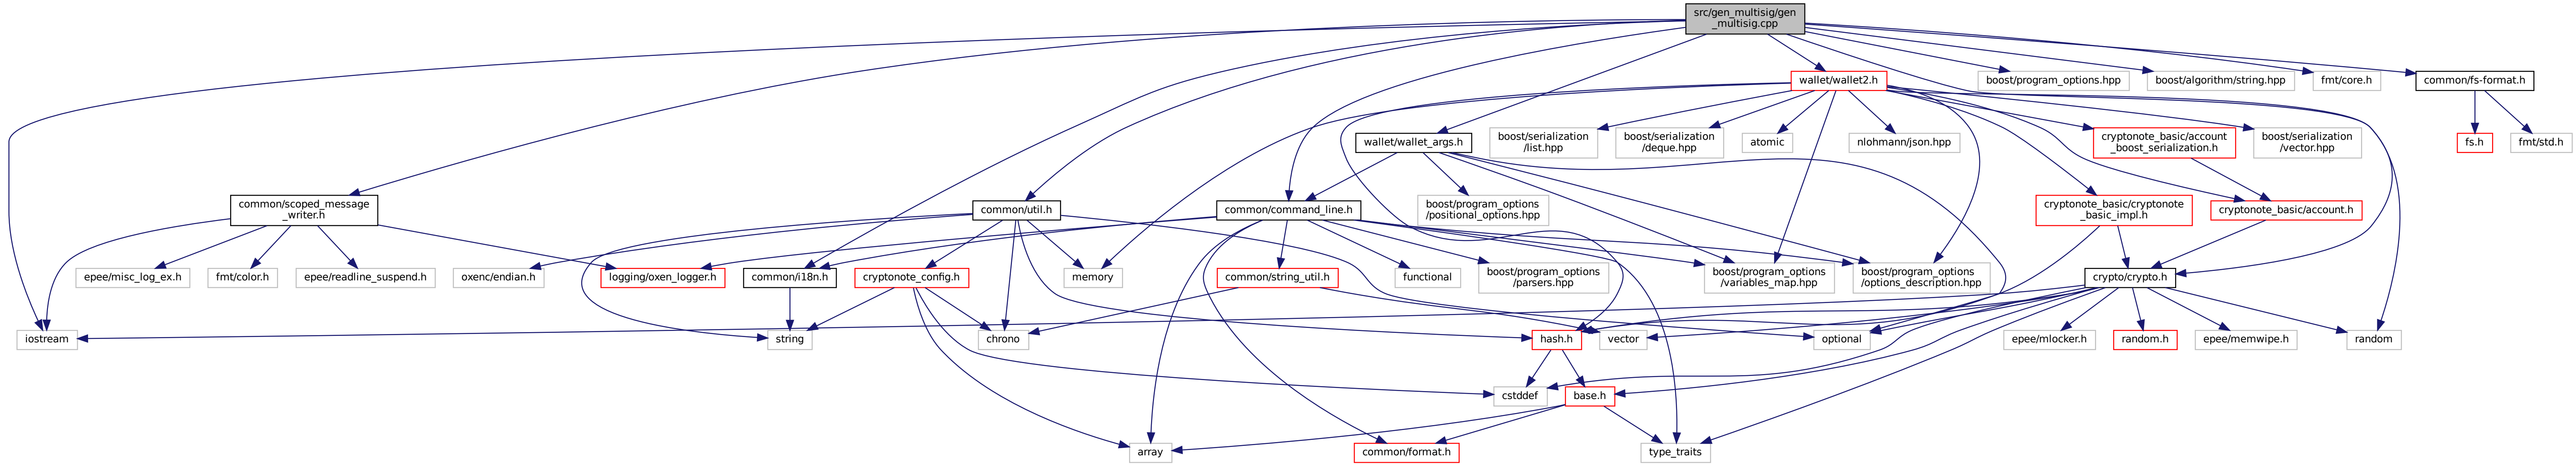 src/gen_multisig/gen
_multisig.cpp
wallet/wallet2.h
boost/program_options.hpp
boost/algorithm/string.hpp
fmt/core.h
common/fs-format.h
wallet/wallet_args.h
boost/serialization
/list.hpp
boost/serialization
/deque.hpp
atomic
nlohmann/json.hpp
cryptonote_basic/account
_boost_serialization.h
boost/serialization
/vector.hpp
fs.h
fmt/std.h
common/scoped_message
_writer.h
common/util.h
common/command_line.h
boost/program_options
/positional_options.hpp
cryptonote_basic/cryptonote
_basic_impl.h
cryptonote_basic/account.h
epee/misc_log_ex.h
fmt/color.h
epee/readline_suspend.h
oxenc/endian.h
logging/oxen_logger.h
common/i18n.h
cryptonote_config.h
memory
common/string_util.h
functional
boost/program_options
/parsers.hpp
boost/program_options
/variables_map.hpp
boost/program_options
/options_description.hpp
crypto/crypto.h
iostream
string
chrono
hash.h
vector
optional
epee/mlocker.h
random.h
epee/memwipe.h
random
cstddef
base.h
array
common/format.h
type_traits